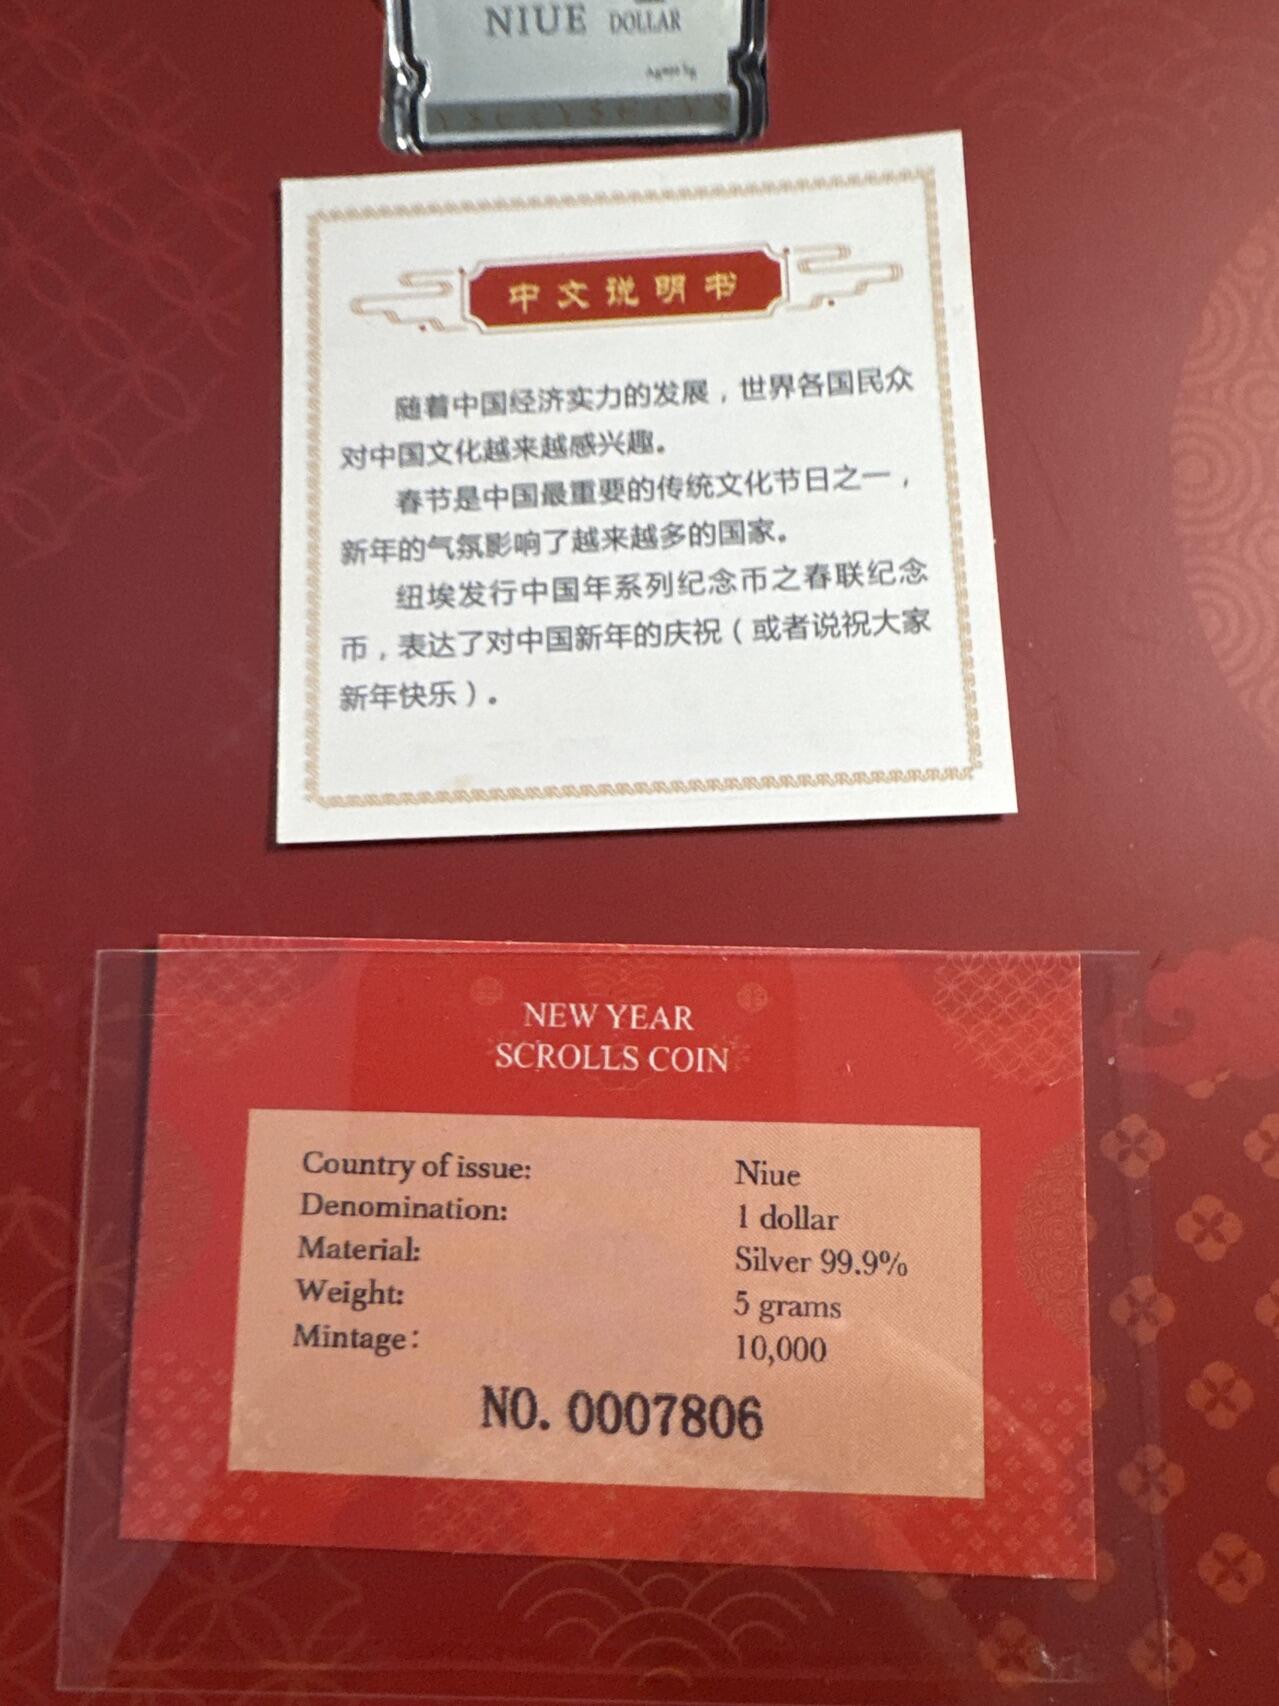 NIUE DOLLAR
Ag999 5g
中文说明书
随着中国经济实力的发展，世界各国民众
对中国文化越来越感兴趣。
春节是中国最重要的传统文化节日之一，
新年的气氛影响了越来越多的国家。
纽埃发行中国年系列纪念币之春联纪念
币，表达了对中国新年的庆祝（或者说祝大家
新年快乐）。
NEW YEAR
SCROLLS COIN
Country of issue: Niue
Denomination: 1 dollar
Material: Silver 99.9%
Weight: 5 grams
Mintage： 10,000
NO. 0007806